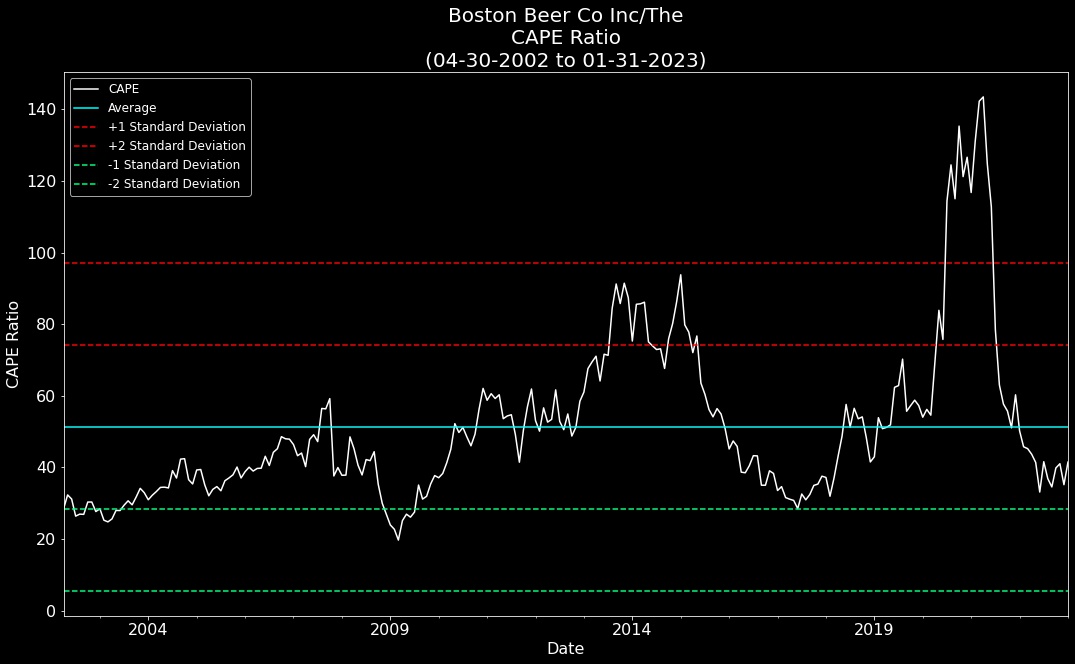 Boston Beer Co Inc/The
CAPE Ratio
(04-30-2002 to 01-31-2023)
CAPE
Average
+1 Standard Deviation
+2 Standard Deviation
-1 Standard Deviation
-2 Standard Deviation
CAPE Ratio
140
120
100
80
60
40
20
0
2004
2009
2014
2019
Date